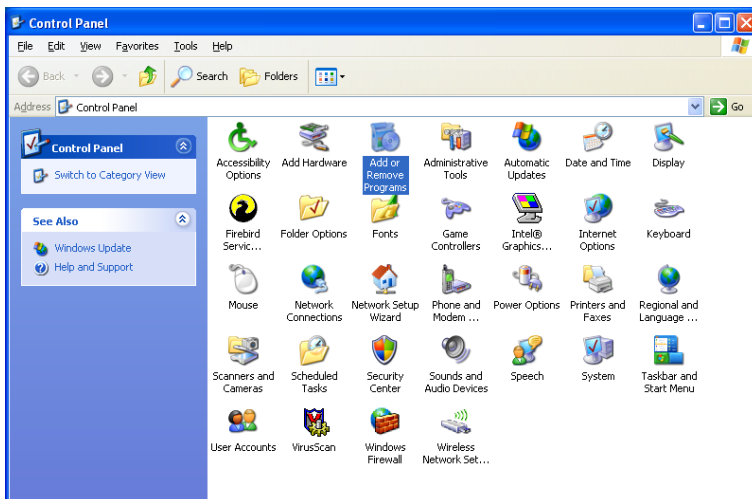 Control Panel
File Edit View Favorites Tools Help
Back Search Folders
Address Control Panel Go
Control Panel
Switch to Category View
See Also
Windows Update
Help and Support
Accessibility Options
Add Hardware
Add or Remove Programs
Administrative Tools
Automatic Updates
Date and Time
Display
Firebird Servic...
Folder Options
Fonts
Game Controllers
Intel® Graphics...
Internet Options
Keyboard
Mouse
Network Connections
Network Setup Wizard
Phone and Modem ...
Power Options
Printers and Faxes
Regional and Language ...
Scanners and Cameras
Scheduled Tasks
Security Center
Sounds and Audio Devices
Speech
System
Taskbar and Start Menu
User Accounts
VirusScan
Windows Firewall
Wireless Network Set...